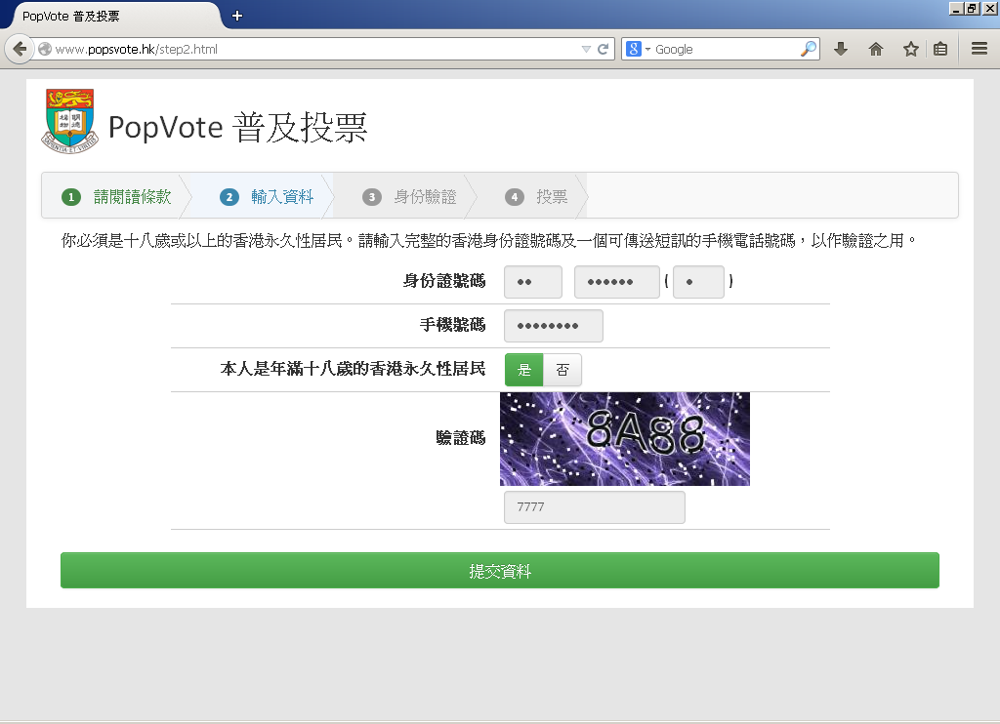 PopVote 普及投票
www.popsvote.hk/step2.html
Google
PopVote 普及投票
1 請閱讀條款 2 輸入資料 3 身份驗證 4 投票
你必須是十八歲或以上的香港永久性居民。請輸入完整的香港身份證號碼及一個可傳送短訊的手機電話號碼，以作驗證之用。
身份證號碼 •• •••••• ( • )
手機號碼 ••••••••
本人是年滿十八歲的香港永久性居民 是 否
8A88
驗證碼
7777
提交資料